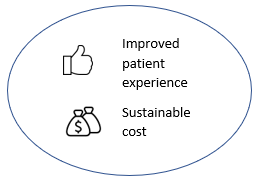 Improved
patient
experience
$
Sustainable
cost